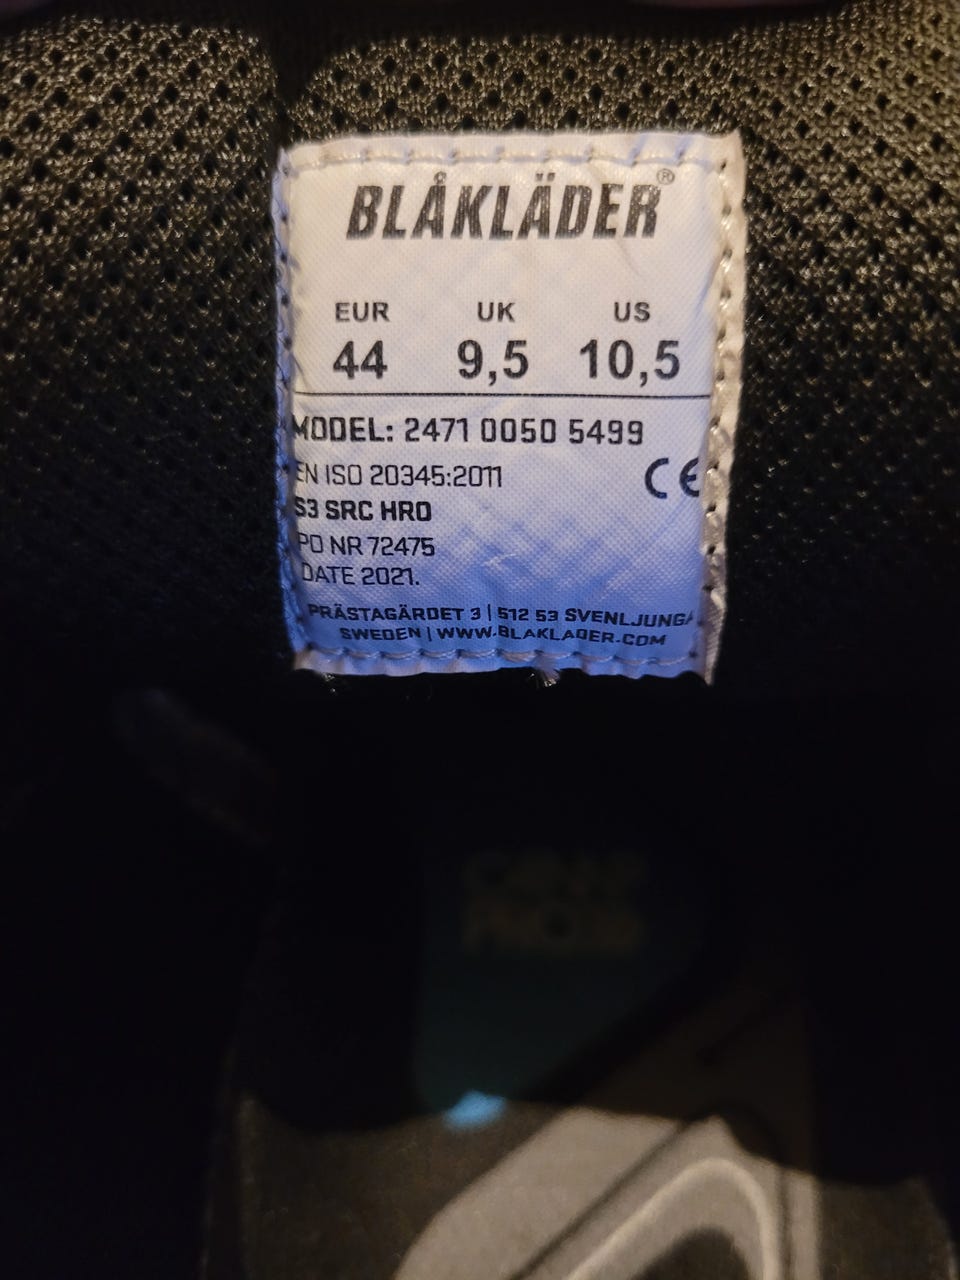 BLÅKLÄDER®
EUR UK US
44 9,5 10,5
MODEL: 2471 0050 5499
EN ISO 20345:2011 CE
S3 SRC HRO
PO NR 72475
DATE 2021.
PRÄSTAGÄRDET 3 | 512 53 SVENLJUNGA
SWEDEN | WWW.BLAKLADER.COM